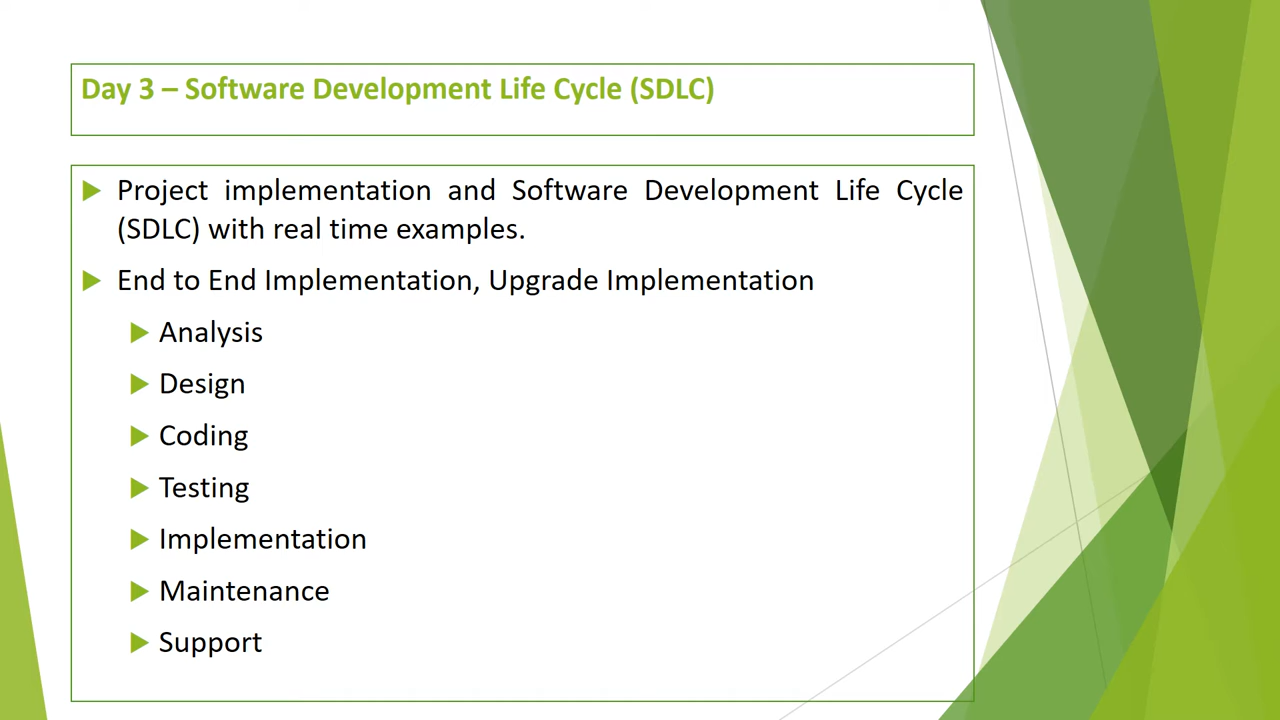 Day 3 – Software Development Life Cycle (SDLC)
Project implementation and Software Development Life Cycle
(SDLC) with real time examples.
End to End Implementation, Upgrade Implementation
Analysis
Design
Coding
Testing
Implementation
Maintenance
Support